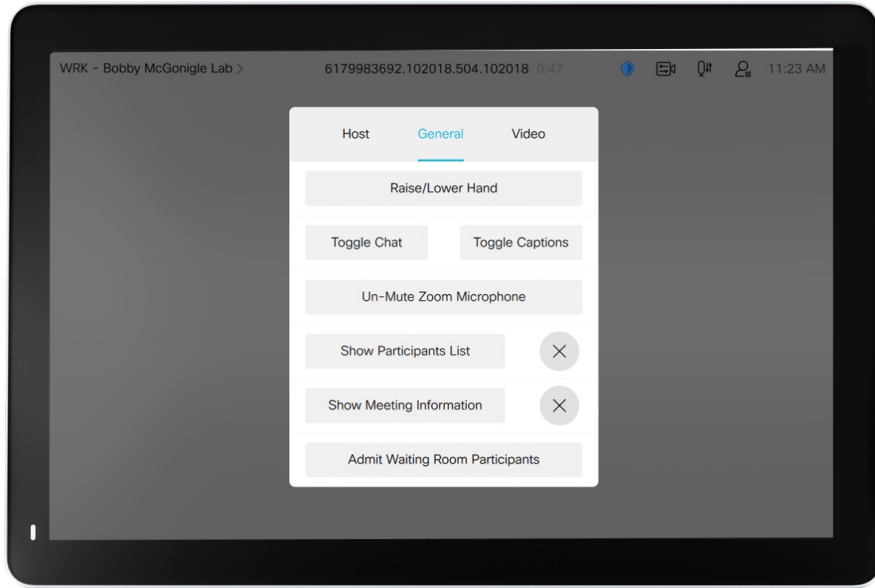 WRK - Bobby McGonigle Lab >
6179983692.102018.504.102018 0:47
11:23 AM
Host General Video
Raise/Lower Hand
Toggle Chat Toggle Captions
Un-Mute Zoom Microphone
Show Participants List
Show Meeting Information
Admit Waiting Room Participants